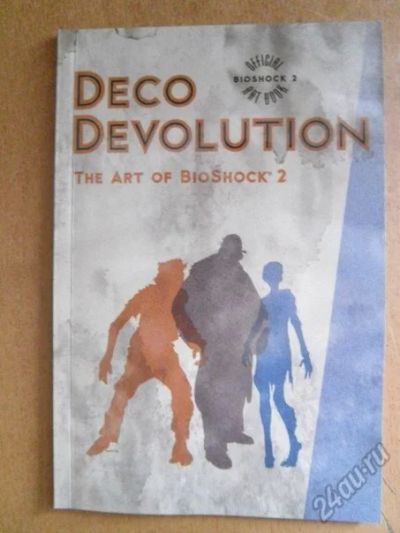 OFFICIAL
BIOSHOCK 2
ART BOOK
DECO
DEVOLUTION
THE ART OF BIOSHOCK® 2
24au.ru